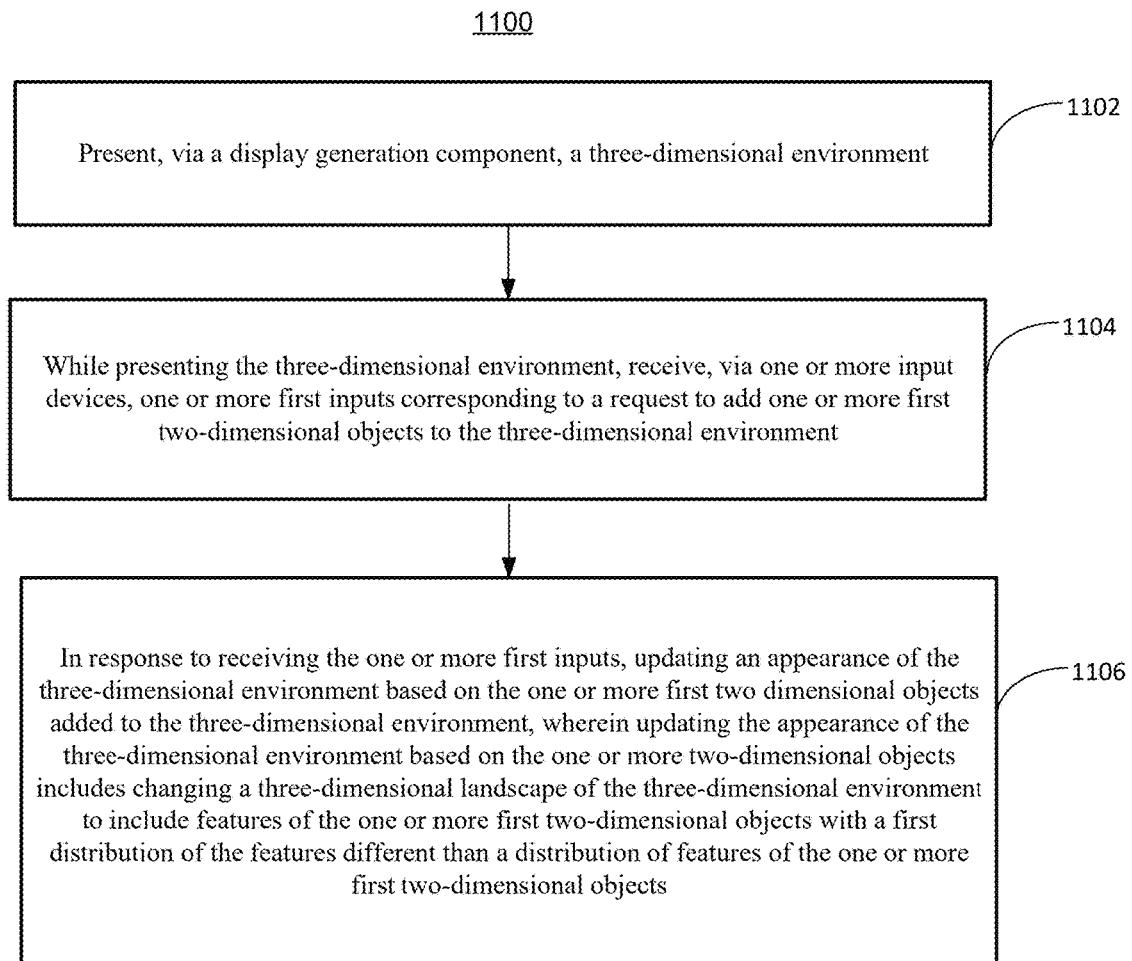 1100
Present, via a display generation component, a three-dimensional environment
1102
While presenting the three-dimensional environment, receive, via one or more input
devices, one or more first inputs corresponding to a request to add one or more first
two-dimensional objects to the three-dimensional environment
1104
In response to receiving the one or more first inputs, updating an appearance of the
three-dimensional environment based on the one or more first two dimensional objects
added to the three-dimensional environment, wherein updating the appearance of the
three-dimensional environment based on the one or more two-dimensional objects
includes changing a three-dimensional landscape of the three-dimensional environment
to include features of the one or more first two-dimensional objects with a first
distribution of the features different than a distribution of features of the one or more
first two-dimensional objects
1106